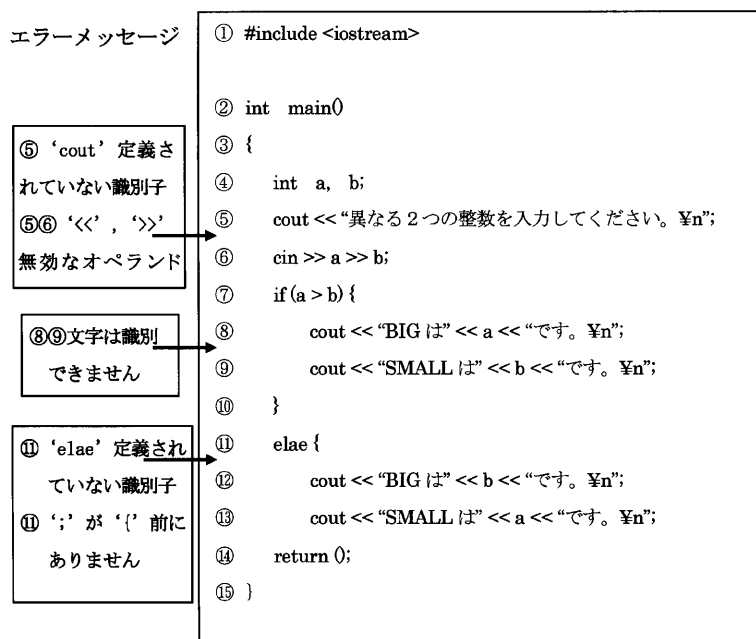 エラーメッセージ
① #include <iostream>
② int main()
③ {
④ int a, b;
⑤ cout << “異なる2つの整数を入力してください。¥n”;
⑥ cin >> a >> b;
⑦ if (a > b) {
⑧ cout << “BIG は” << a << “です。¥n”;
⑨ cout << “SMALL は” << b << “です。¥n”;
⑩ }
⑪ elae {
⑫ cout << “BIG は” << b << “です。¥n”;
⑬ cout << “SMALL は” << a << “です。¥n”;
⑭ return ();
⑮ }
⑤ ‘cout’ 定義さ
れていない識別子
⑤⑥ ‘<<’ , ‘>>’
無効なオペランド
⑧⑨文字は識別
できません
⑪ ‘elae’ 定義され
ていない識別子
⑪ ‘;’ が ‘{’ 前に
ありません